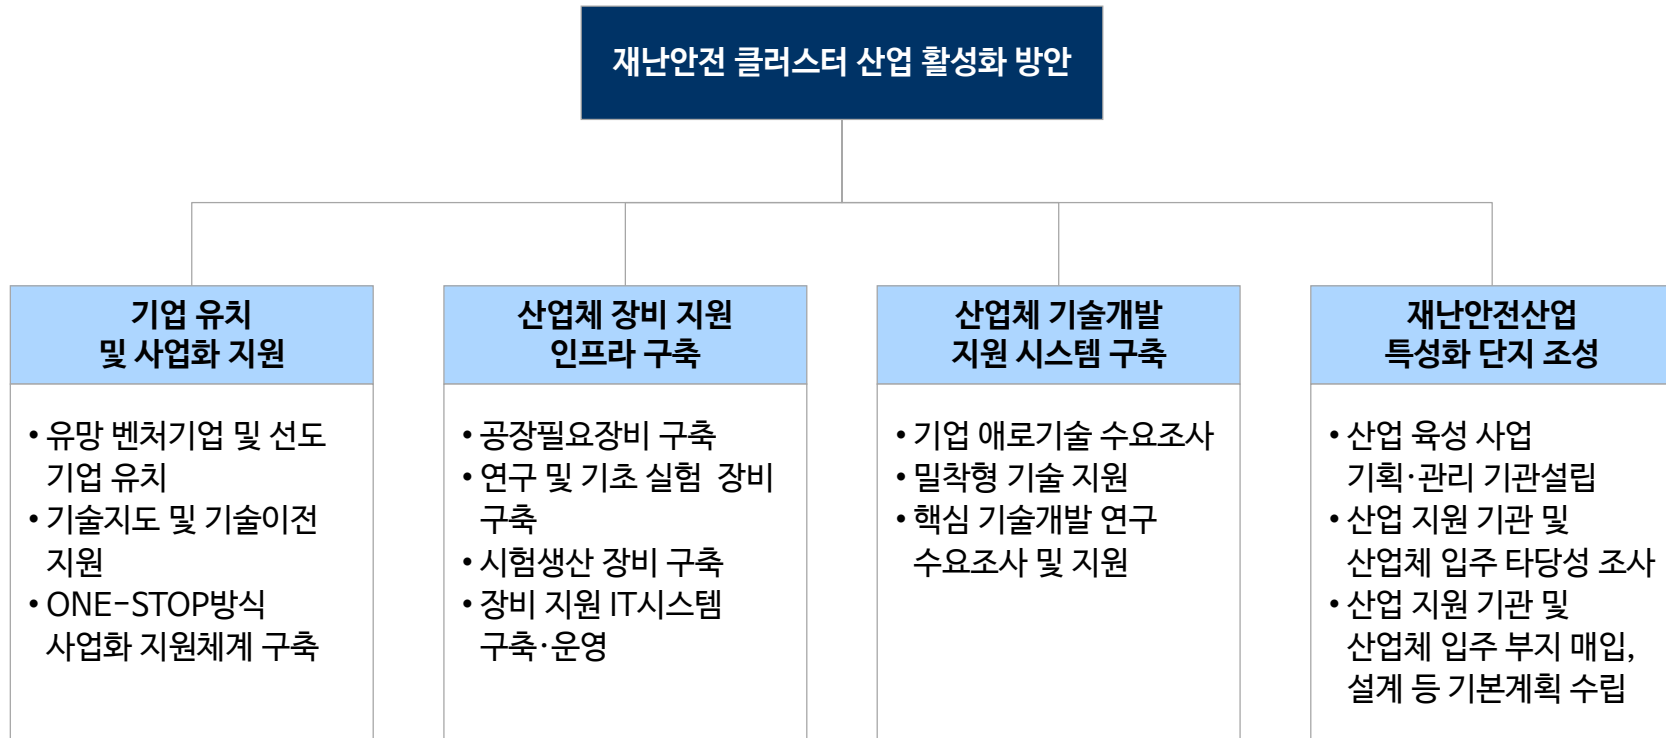 재난안전 클러스터 산업 활성화 방안
기업 유치
및 사업화 지원
• 유망 벤처기업 및 선도
기업 유치
• 기술지도 및 기술이전
지원
• ONE-STOP방식
사업화 지원체계 구축
산업체 장비 지원
인프라 구축
• 공장필요장비 구축
• 연구 및 기초 실험 장비
구축
• 시험생산 장비 구축
• 장비 지원 IT시스템
구축·운영
산업체 기술개발
지원 시스템 구축
• 기업 애로기술 수요조사
• 밀착형 기술 지원
• 핵심 기술개발 연구
수요조사 및 지원
재난안전산업
특성화 단지 조성
• 산업 육성 사업
기획·관리 기관설립
• 산업 지원 기관 및
산업체 입주 타당성 조사
• 산업 지원 기관 및
산업체 입주 부지 매입,
설계 등 기본계획 수립